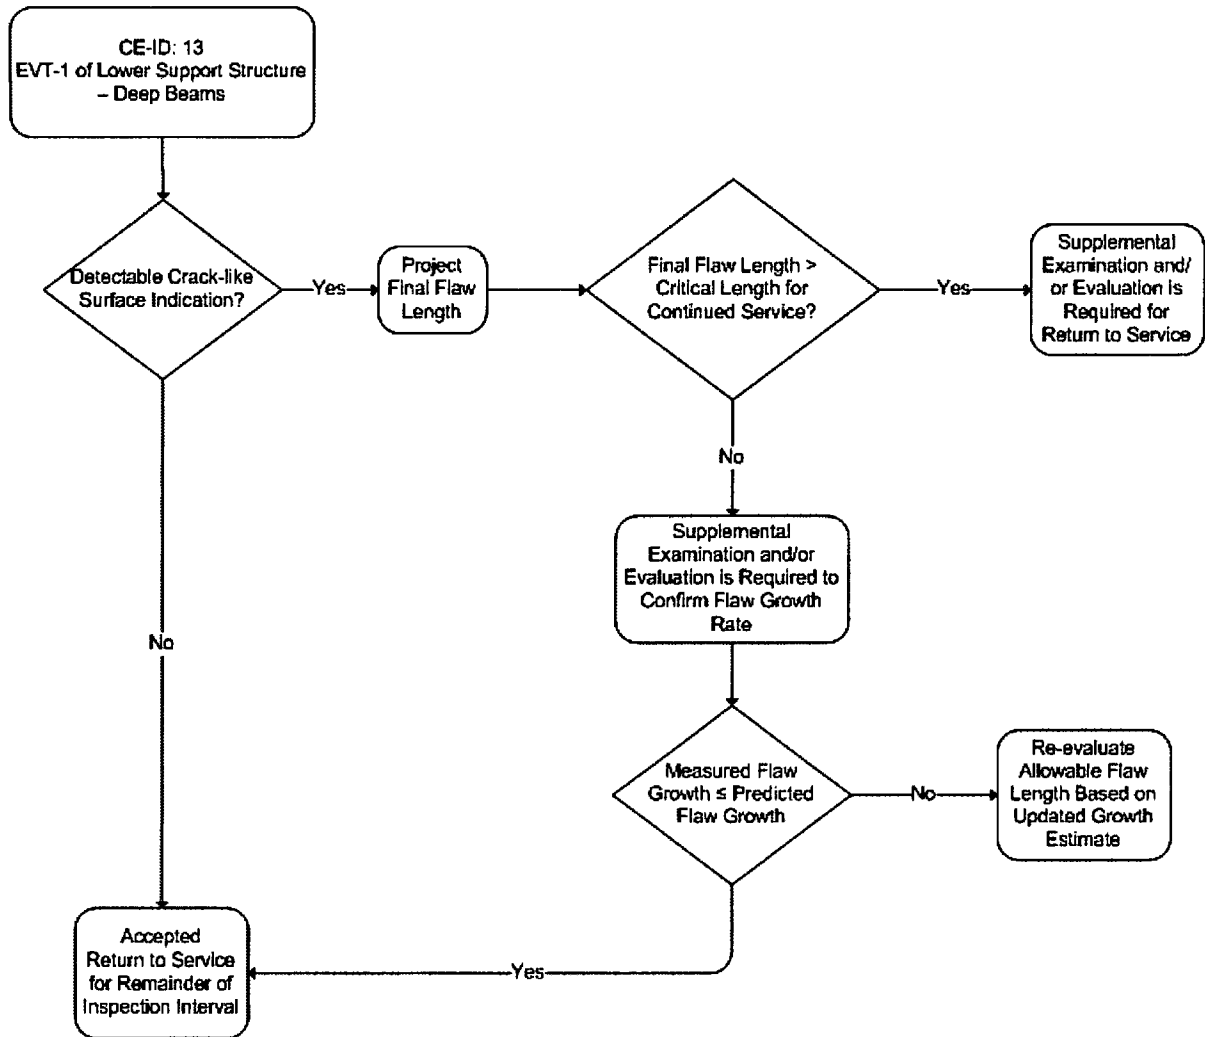 CE-ID: 13
EVT-1 of Lower Support Structure
– Deep Beams
Detectable Crack-like
Surface Indication?
Yes
Project
Final Flaw
Length
Final Flaw Length >
Critical Length for
Continued Service?
Yes
Supplemental
Examination and/
or Evaluation is
Required for
Return to Service
No
Supplemental
Examination and/or
Evaluation is Required to
Confirm Flaw Growth
Rate
No
Measured Flaw
Growth ≤ Predicted
Flaw Growth
No
Re-evaluate
Allowable Flaw
Length Based on
Updated Growth
Estimate
Yes
Accepted
Return to Service
for Remainder of
Inspection Interval